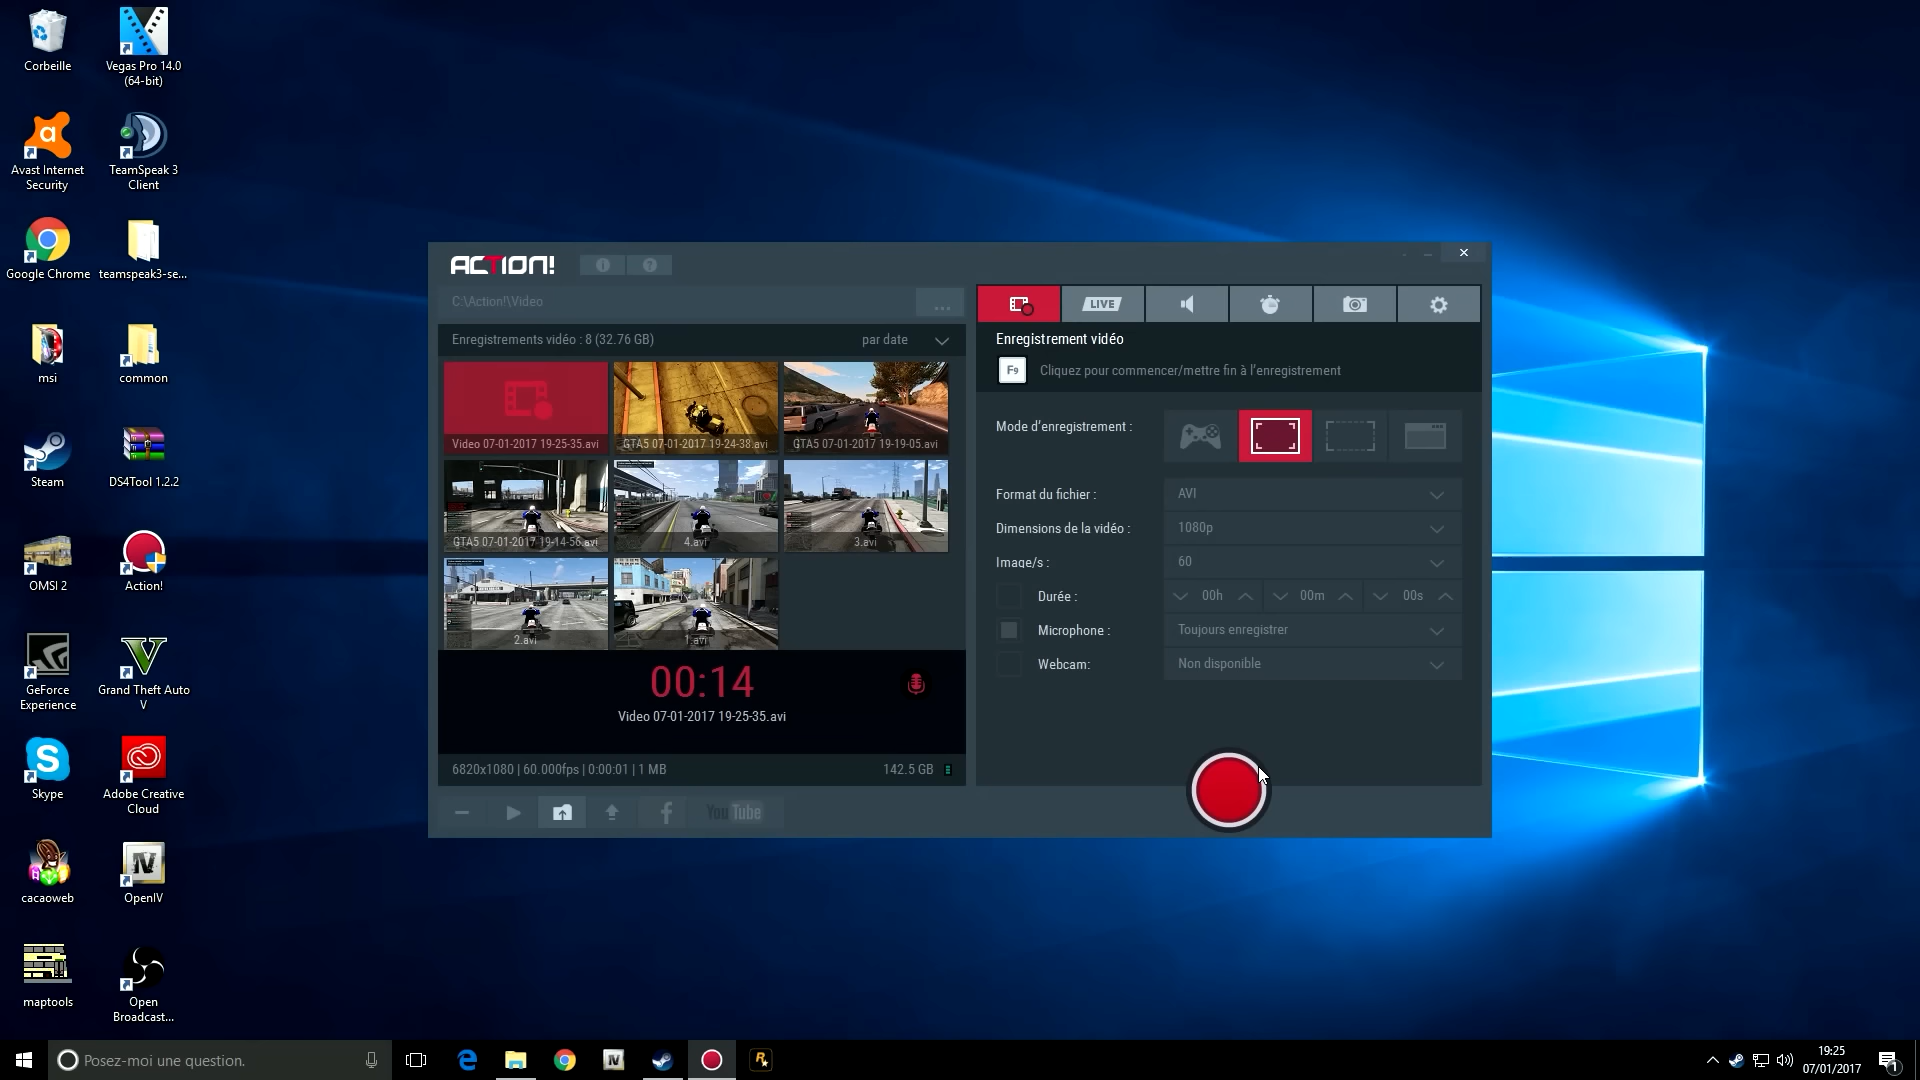 Corbeille
Vegas Pro 14.0
(64-bit)
Avast Internet
Security
TeamSpeak 3
Client
Google Chrome
teamspeak3-se...
msi
common
Steam
DS4Tool 1.2.2
OMSI 2
Action!
GeForce
Experience
Grand Theft Auto
V
Skype
Adobe Creative
Cloud
cacaoweb
OpenIV
maptools
Open
Broadcast...
ACTION!
C:\Action!\Video
...
Enregistrements vidéo : 8 (32.76 GB)
par date
Video 07-01-2017 19-25-35.avi
GTA5 07-01-2017 19-24-38.avi
GTA5 07-01-2017 19-19-05.avi
GTA5 07-01-2017 19-14-56.avi
4.avi
3.avi
2.avi
1.avi
00:14
Video 07-01-2017 19-25-35.avi
6820x1080 | 60.000fps | 0:00:01 | 1 MB
142.5 GB
YouTube
LIVE
Enregistrement vidéo
F9
Cliquez pour commencer/mettre fin à l'enregistrement
Mode d'enregistrement :
Format du fichier :
AVI
Dimensions de la vidéo :
1080p
Image/s :
60
Durée :
00h
00m
00s
Microphone :
Toujours enregistrer
Webcam:
Non disponible
Posez-moi une question.
19:25
07/01/2017
1